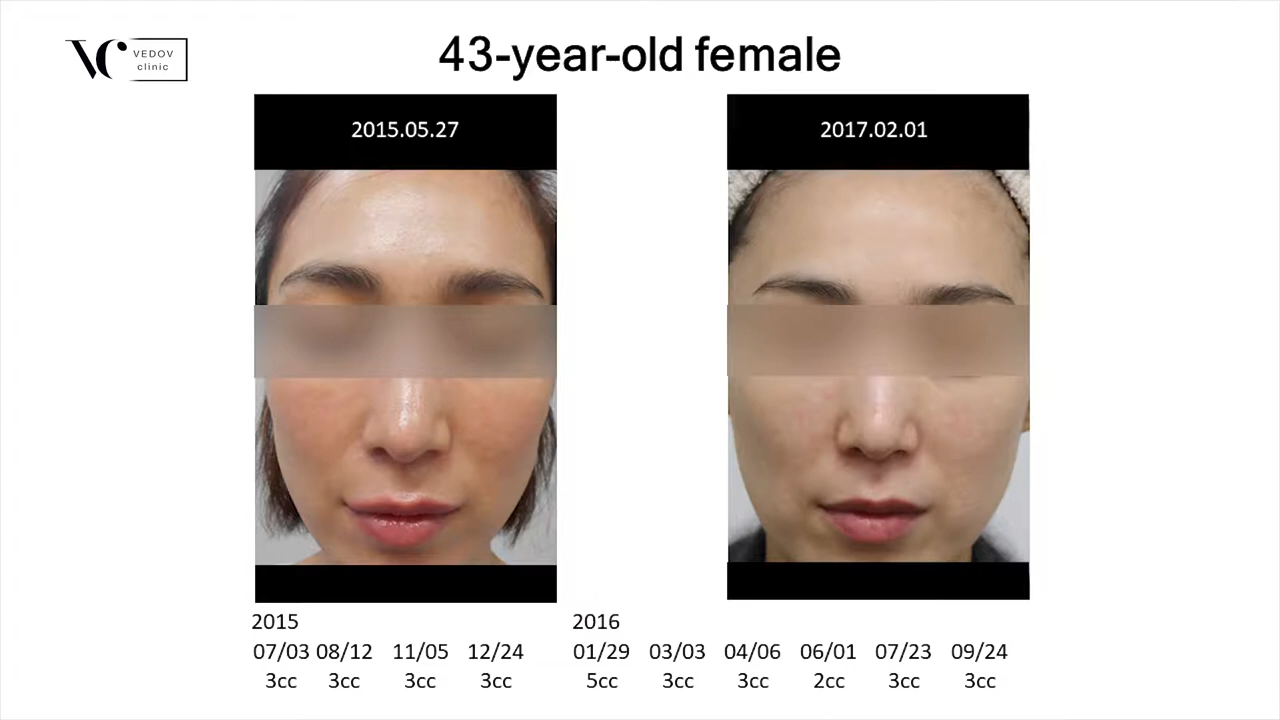 VC
VEDOV
clinic
43-year-old female
2015.05.27
2017.02.01
2015
07/03 08/12 11/05 12/24
3cc 3cc 3cc 3cc
2016
01/29 03/03 04/06 06/01 07/23 09/24
5cc 3cc 3cc 2cc 3cc 3cc